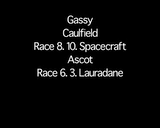 Gassy
Caulfield
Race 8. 10. Spacecraft
Ascot
Race 6. 3. Lauradane